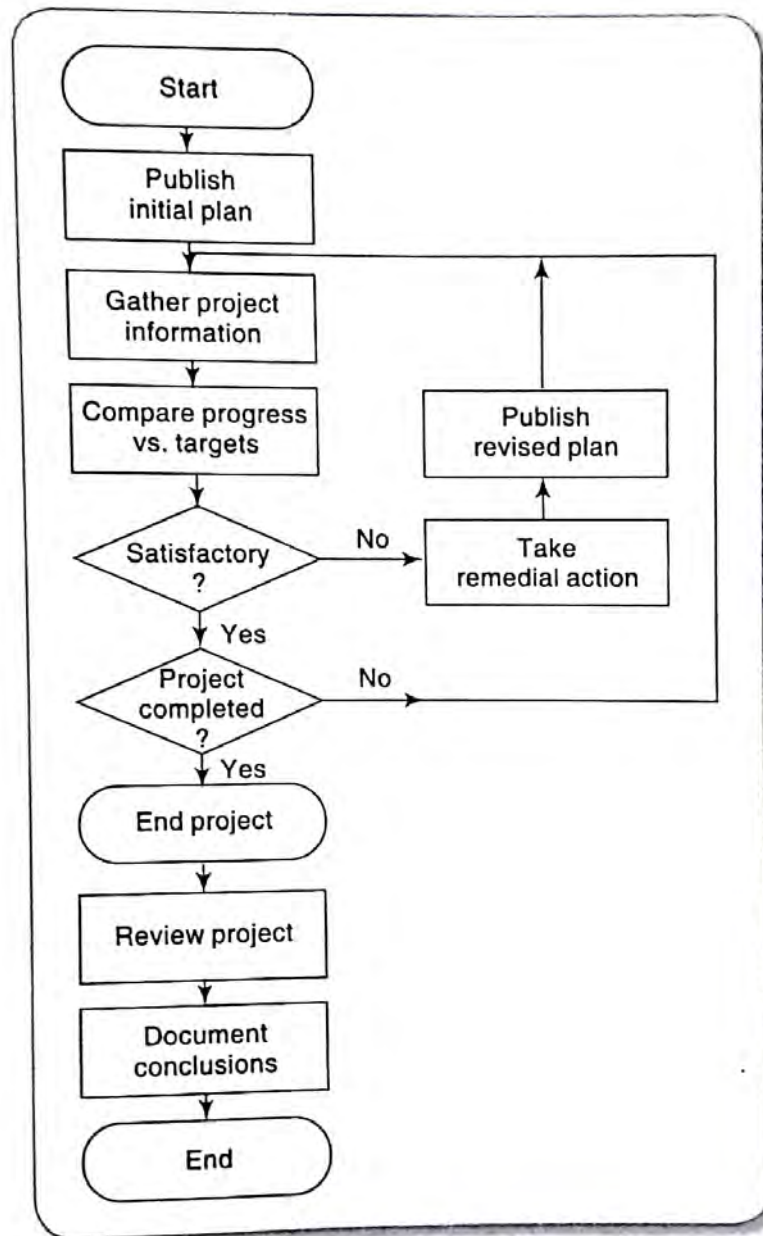 Start
Publish
initial plan
Gather project
information
Compare progress
vs. targets
Publish
revised plan
Satisfactory
?
No
Take
remedial action
Yes
Project
completed
?
No
Yes
End project
Review project
Document
conclusions
End